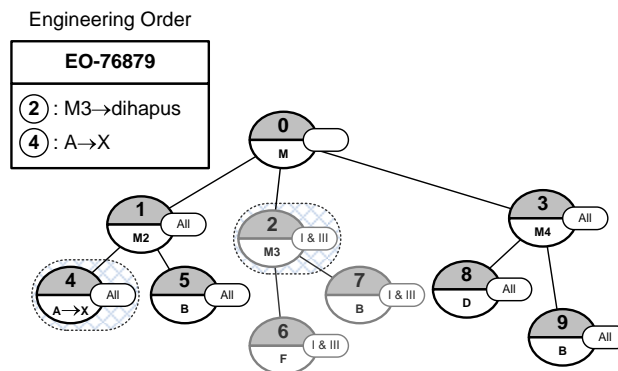 Engineering Order
EO-76879
2 : M3→dihapus
4 : A→X
0
M
1
All
M2
2
I & III
M3
3
All
M4
4
All
A→X
5
All
B
6
I & III
F
7
I & III
B
8
All
D
9
All
B